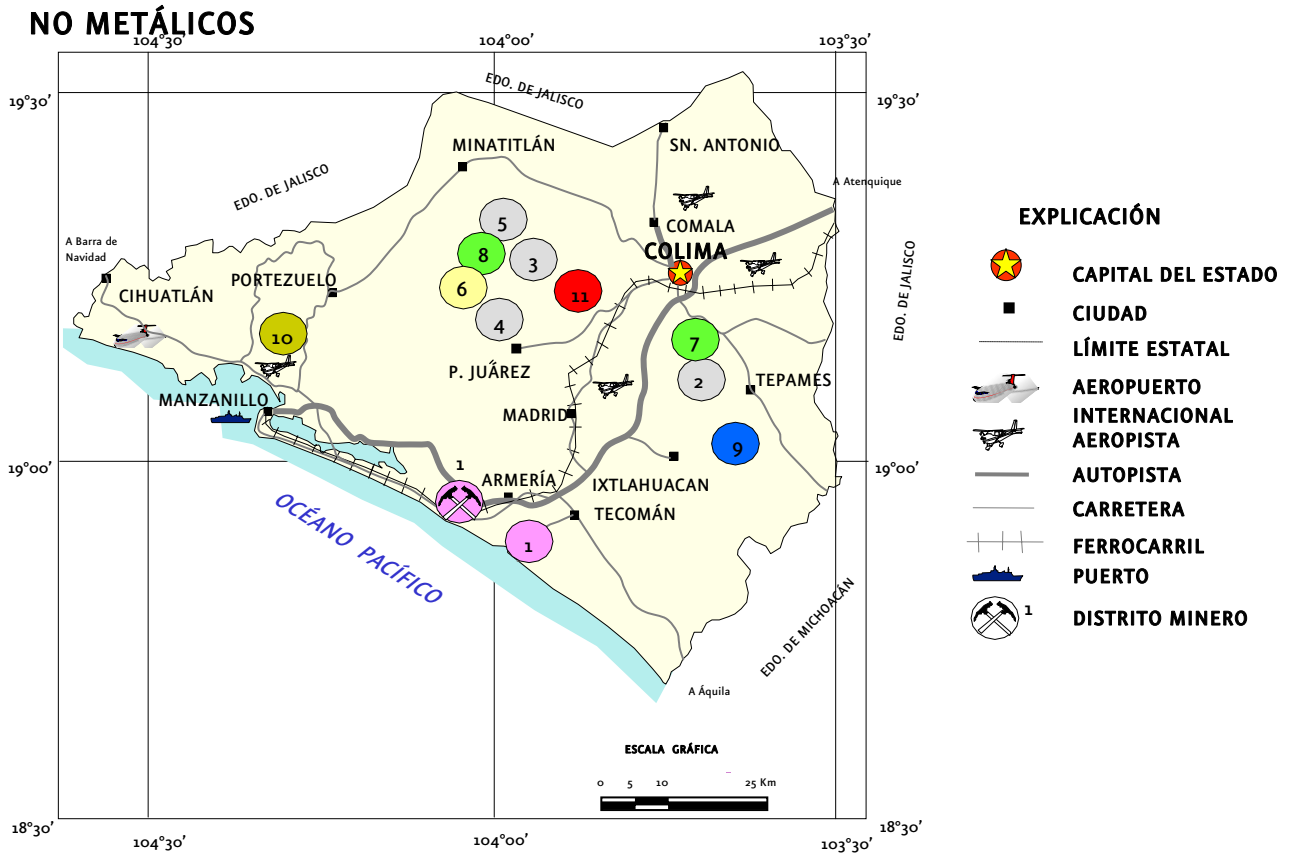 NO METÁLICOS
104°30'
104°00'
103°30'
19°30'
19°30'
EDO. DE JALISCO
MINATITLÁN
SN. ANTONIO
EDO. DE JALISCO
A Atenquique
COMALA
COLIMA
A Barra de
Navidad
CIHUATLÁN
PORTEZUELO
5
8
3
6
11
4
10
7
2
9
P. JUÁREZ
TEPAMES
EDO. DE JALISCO
MANZANILLO
MADRID
19°00'
19°00'
1
ARMERÍA
IXTLAHUACAN
TECOMÁN
1
OCÉANO PACÍFICO
EDO. DE MICHOACÁN
A Áquila
ESCALA GRÁFICA
0 5 10 25 Km
18°30'
18°30'
104°30'
104°00'
103°30'
EXPLICACIÓN
CAPITAL DEL ESTADO
CIUDAD
LÍMITE ESTATAL
AEROPUERTO
INTERNACIONAL
AEROPISTA
AUTOPISTA
CARRETERA
FERROCARRIL
PUERTO
1
DISTRITO MINERO